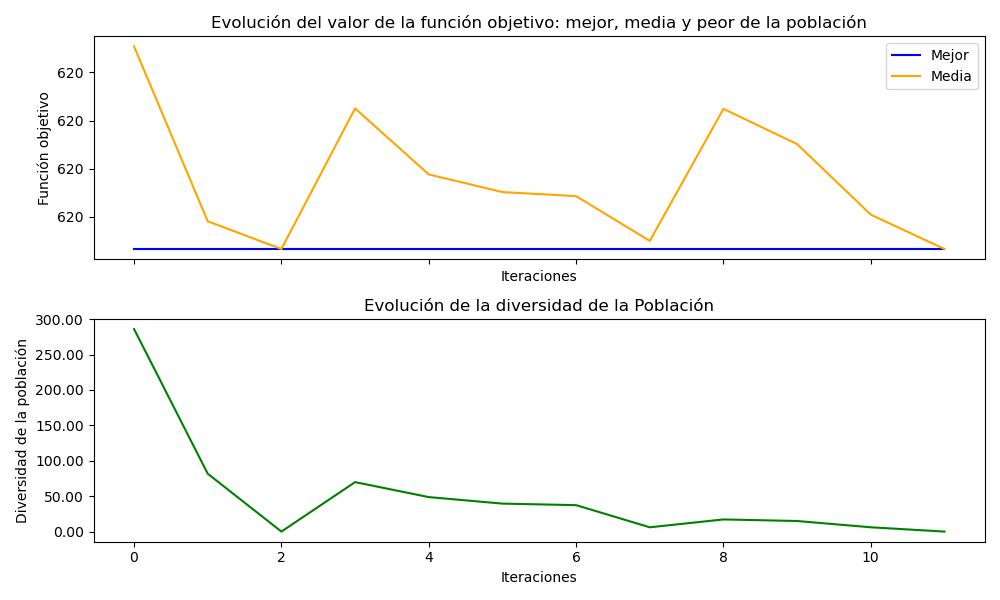 Evolución del valor de la función objetivo: mejor, media y peor de la población
Mejor
Media
620
620
620
620
Función objetivo
Iteraciones
Evolución de la diversidad de la Población
300.00
250.00
200.00
150.00
100.00
50.00
0.00
Diversidad de la población
0 2 4 6 8 10
Iteraciones